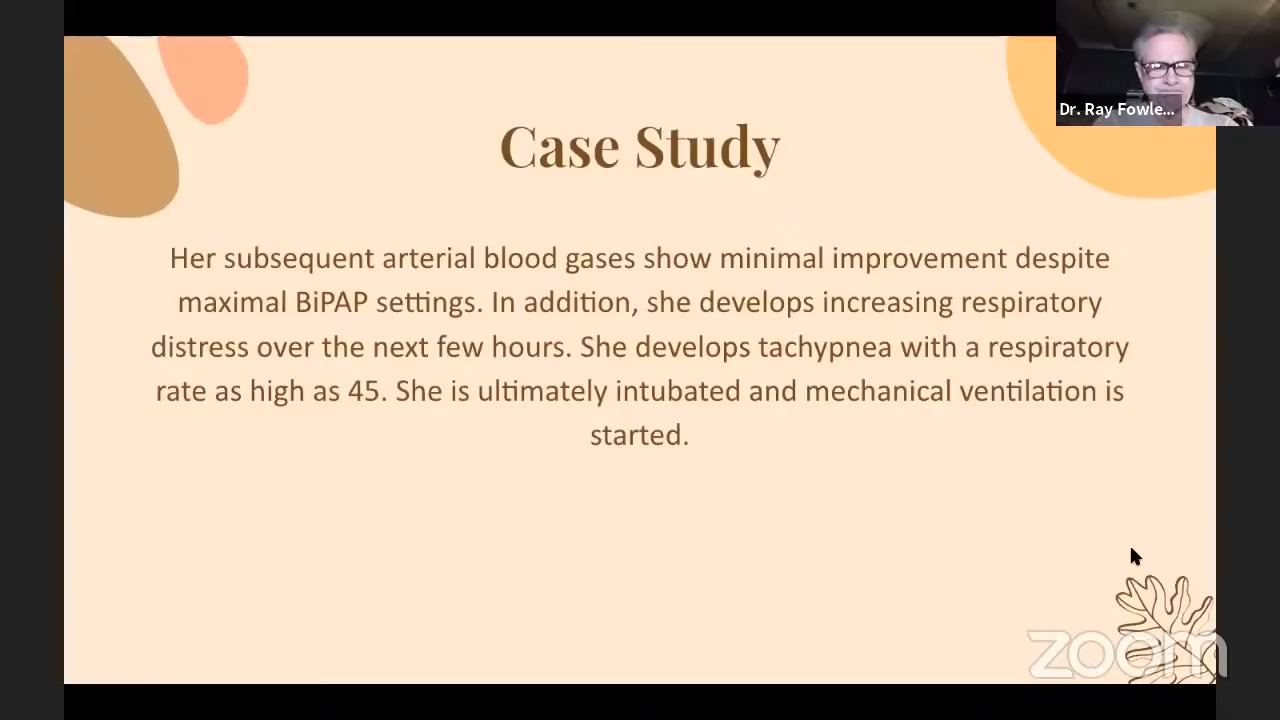 Dr. Ray Fowle...
Case Study
Her subsequent arterial blood gases show minimal improvement despite
maximal BiPAP settings. In addition, she develops increasing respiratory
distress over the next few hours. She develops tachypnea with a respiratory
rate as high as 45. She is ultimately intubated and mechanical ventilation is
started.
zoom